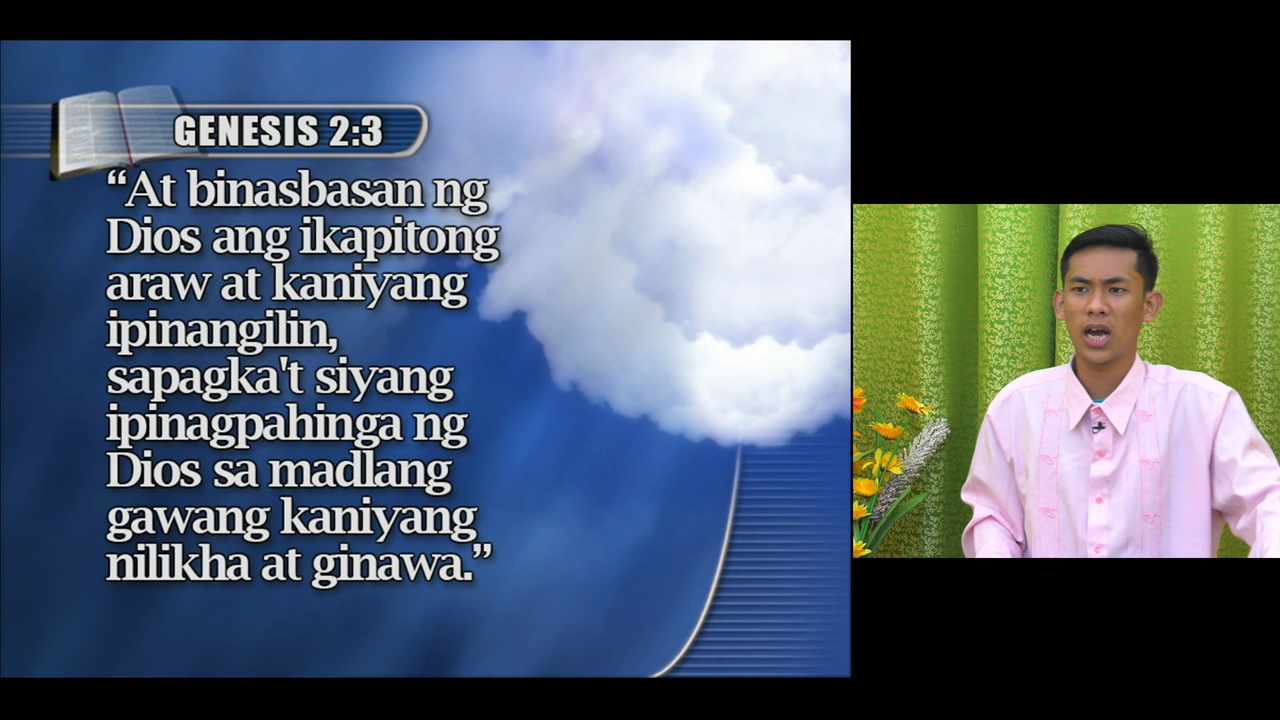 GENESIS 2:3
“At binasbasan ng
Dios ang ikapitong
araw at kaniyang
ipinangilin,
sapagka't siyang
ipinagpahinga ng
Dios sa madlang
gawang kaniyang
nilikha at ginawa.”